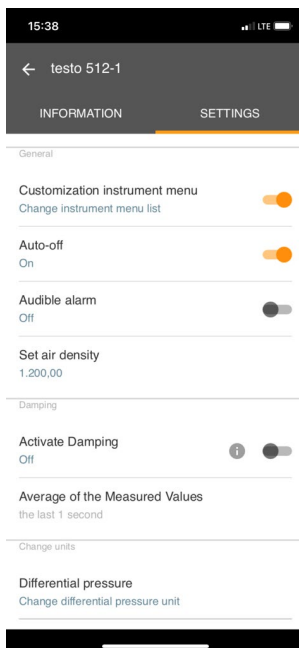 15:38
LTE
testo 512-1
INFORMATION
SETTINGS
General
Customization instrument menu
Change instrument menu list
Auto-off
On
Audible alarm
Off
Set air density
1.200,00
Damping
Activate Damping
Off
Average of the Measured Values
the last 1 second
Change units
Differential pressure
Change differential pressure unit